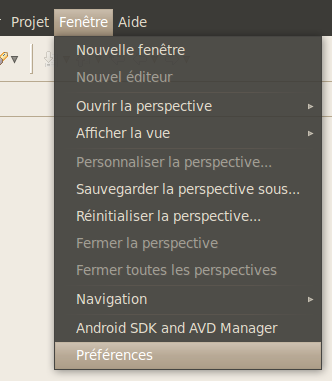 Projet Fenêtre Aide
Nouvelle fenêtre
Nouvel éditeur
Ouvrir la perspective
Afficher la vue
Personnaliser la perspective...
Sauvegarder la perspective sous...
Réinitialiser la perspective...
Fermer la perspective
Fermer toutes les perspectives
Navigation
Android SDK and AVD Manager
Préférences